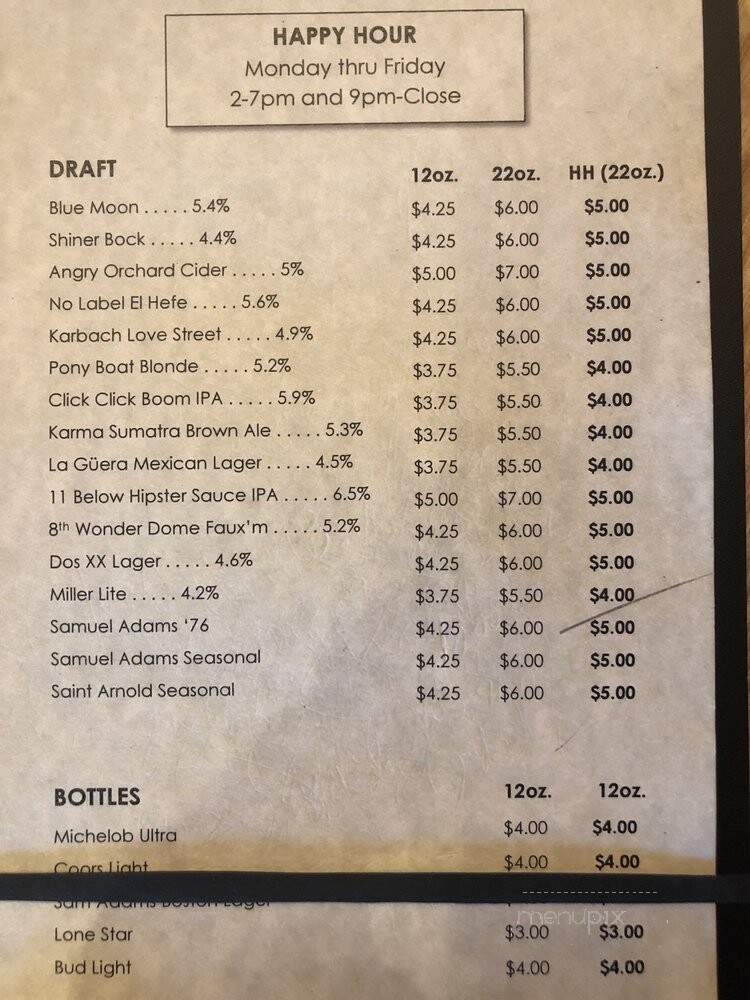 HAPPY HOUR
Monday thru Friday
2-7pm and 9pm-Close
DRAFT 12oz. 22oz. HH (22oz.)
Blue Moon . . . . . 5.4% $4.25 $6.00 $5.00
Shiner Bock . . . . . 4.4% $4.25 $6.00 $5.00
Angry Orchard Cider . . . . . 5% $5.00 $7.00 $5.00
No Label El Hefe . . . . . 5.6% $4.25 $6.00 $5.00
Karbach Love Street . . . . . 4.9% $4.25 $6.00 $5.00
Pony Boat Blonde . . . . . 5.2% $3.75 $5.50 $4.00
Click Click Boom IPA . . . . . 5.9% $3.75 $5.50 $4.00
Karma Sumatra Brown Ale . . . . . 5.3% $3.75 $5.50 $4.00
La Güera Mexican Lager . . . . . 4.5% $3.75 $5.50 $4.00
11 Below Hipster Sauce IPA . . . . . 6.5% $5.00 $7.00 $5.00
8th Wonder Dome Faux'm . . . . . 5.2% $4.25 $6.00 $5.00
Dos XX Lager . . . . . 4.6% $4.25 $6.00 $5.00
Miller Lite . . . . . 4.2% $3.75 $5.50 $4.00
Samuel Adams '76 $4.25 $6.00 $5.00
Samuel Adams Seasonal $4.25 $6.00 $5.00
Saint Arnold Seasonal $4.25 $6.00 $5.00
BOTTLES 12oz. 12oz.
Michelob Ultra $4.00 $4.00
Coors Light $4.00 $4.00
Sam Adams Boston Lager
menupix
Lone Star $3.00 $3.00
Bud Light $4.00 $4.00